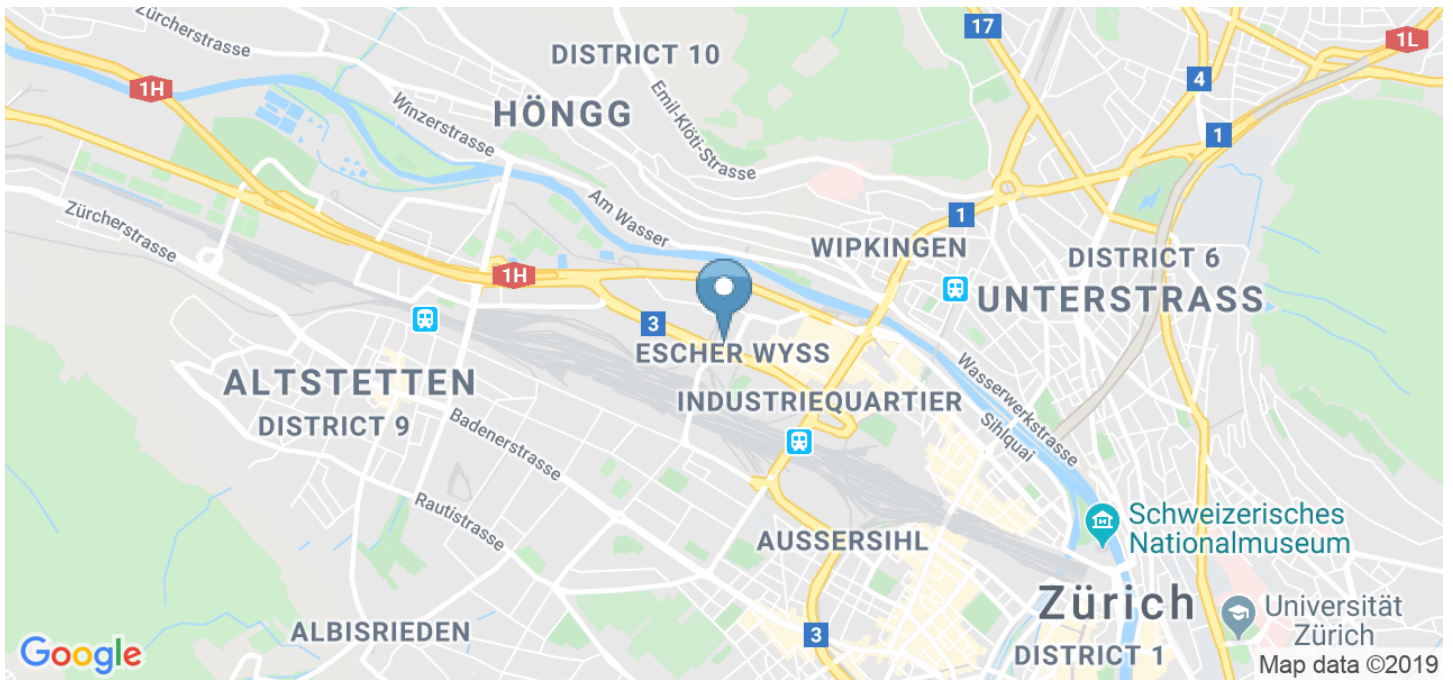 Zürcherstrasse
17
1L
DISTRICT 10
1H
4
Winzerstrasse
HÖNGG
Emil-Klöti-Strasse
1
Zürcherstrasse
Am Wasser
1
WIPKINGEN
DISTRICT 6
1H
UNTERSTRASS
3
ESCHER WYSS
ALTSTETTEN
DISTRICT 9
INDUSTRIEQUARTIER
Wasserwerkstrasse
Sihlquai
Badenerstrasse
Rautistrasse
AUSSERSIHL
Schweizerisches
Nationalmuseum
Zürich
Universität
Zürich
ALBISRIEDEN
3
DISTRICT 1
Google
Map data ©2019